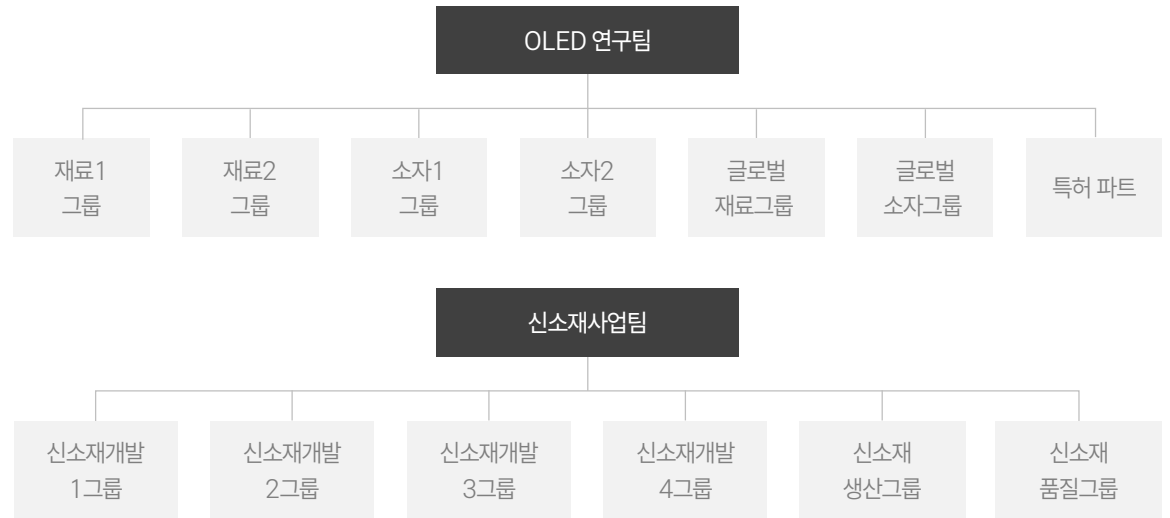 OLED 연구팀
재료1
그룹
재료2
그룹
소자1
그룹
소자2
그룹
글로벌
재료그룹
글로벌
소자그룹
특허 파트
신소재사업팀
신소재개발
1그룹
신소재개발
2그룹
신소재개발
3그룹
신소재개발
4그룹
신소재
생산그룹
신소재
품질그룹